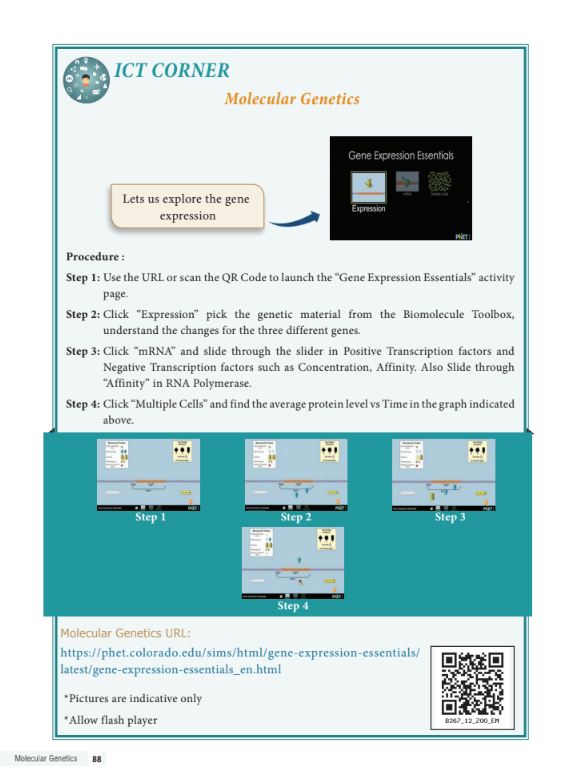 ICT CORNER
Molecular Genetics
Gene Expression Essentials
Expression
Lets us explore the gene
expression
PhET
Procedure :
Step 1: Use the URL or scan the QR Code to launch the “Gene Expression Essentials” activity
page.
Step 2: Click “Expression” pick the genetic material from the Biomolecule Toolbox,
understand the changes for the three different genes.
Step 3: Click “mRNA” and slide through the slider in Positive Transcription factors and
Negative Transcription factors such as Concentration, Affinity. Also Slide through
“Affinity” in RNA Polymerase.
Step 4: Click “Multiple Cells” and find the average protein level vs Time in the graph indicated
above.
Step 1
Step 2
Step 3
Step 4
Molecular Genetics URL:
https://phet.colorado.edu/sims/html/gene-expression-essentials/
latest/gene-expression-essentials_en.html
*Pictures are indicative only
*Allow flash player
B267_12_ZOO_EM
Molecular Genetics 88